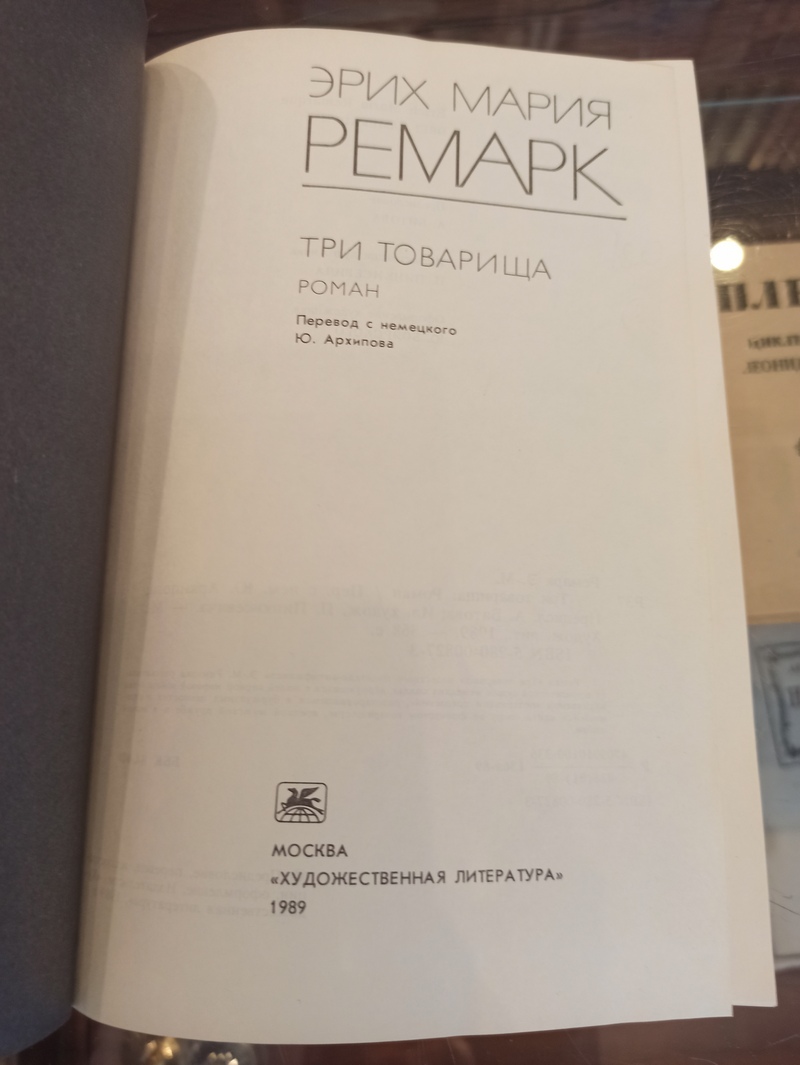 ЭРИХ МАРИЯ
РЕМАРК
ТРИ ТОВАРИЩА
РОМАН
Перевод с немецкого
Ю. Архипова
МОСКВА
«ХУДОЖЕСТВЕННАЯ ЛИТЕРАТУРА»
1989